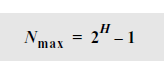 N_max = 2^H – 1